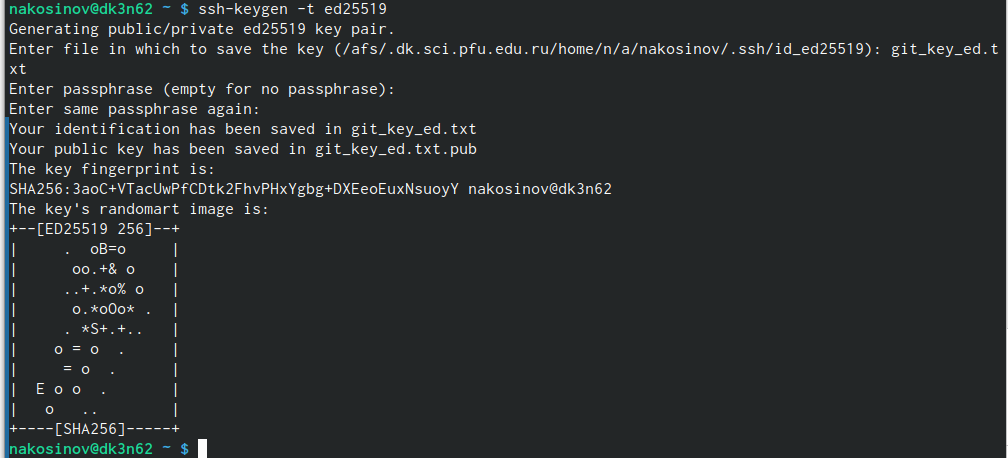 nakosinov@dk3n62 ~ $ ssh-keygen -t ed25519
Generating public/private ed25519 key pair.
Enter file in which to save the key (/afs/.dk.sci.pfu.edu.ru/home/n/a/nakosinov/.ssh/id_ed25519): git_key_ed.t
xt
Enter passphrase (empty for no passphrase):
Enter same passphrase again:
Your identification has been saved in git_key_ed.txt
Your public key has been saved in git_key_ed.txt.pub
The key fingerprint is:
SHA256:3aoC+VTacUwPfCDtk2FhvPHxYgbg+DXEeoEuxNsuoyY nakosinov@dk3n62
The key's randomart image is:
+--[ED25519 256]--+
|     .  oB=o     |
|      oo.+& o    |
|     ..+.*o% o   |
|      o.*oOo* .  |
|     . *S+.+..   |
|    o = o  .     |
|     = o  .      |
|  E o o  .       |
|   o   ..        |
+----[SHA256]-----+
nakosinov@dk3n62 ~ $